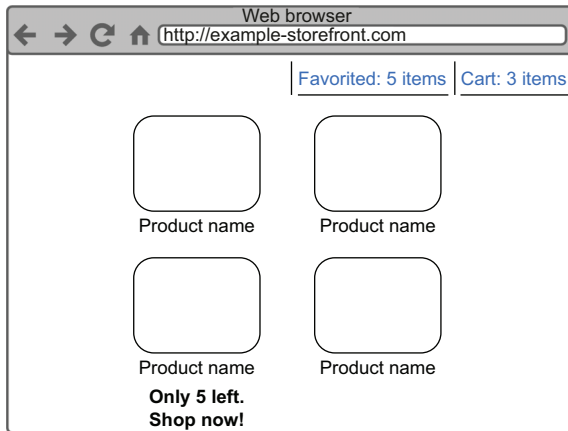 Web browser
http://example-storefront.com
Favorited: 5 items Cart: 3 items
Product name Product name
Product name Product name
Only 5 left.
Shop now!